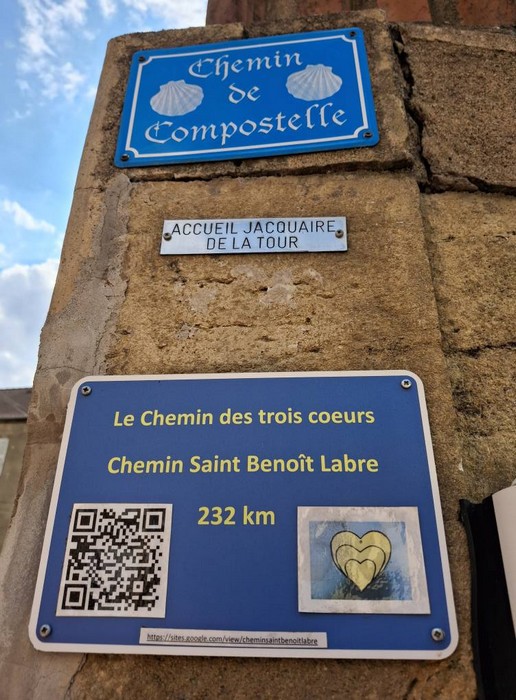 Chemin
de
Compostelle
ACCUEIL JACQUAIRE
DE LA TOUR
Le Chemin des trois coeurs
Chemin Saint Benoît Labre
232 km
https://sites.google.com/view/cheminsaintbenoitlabre